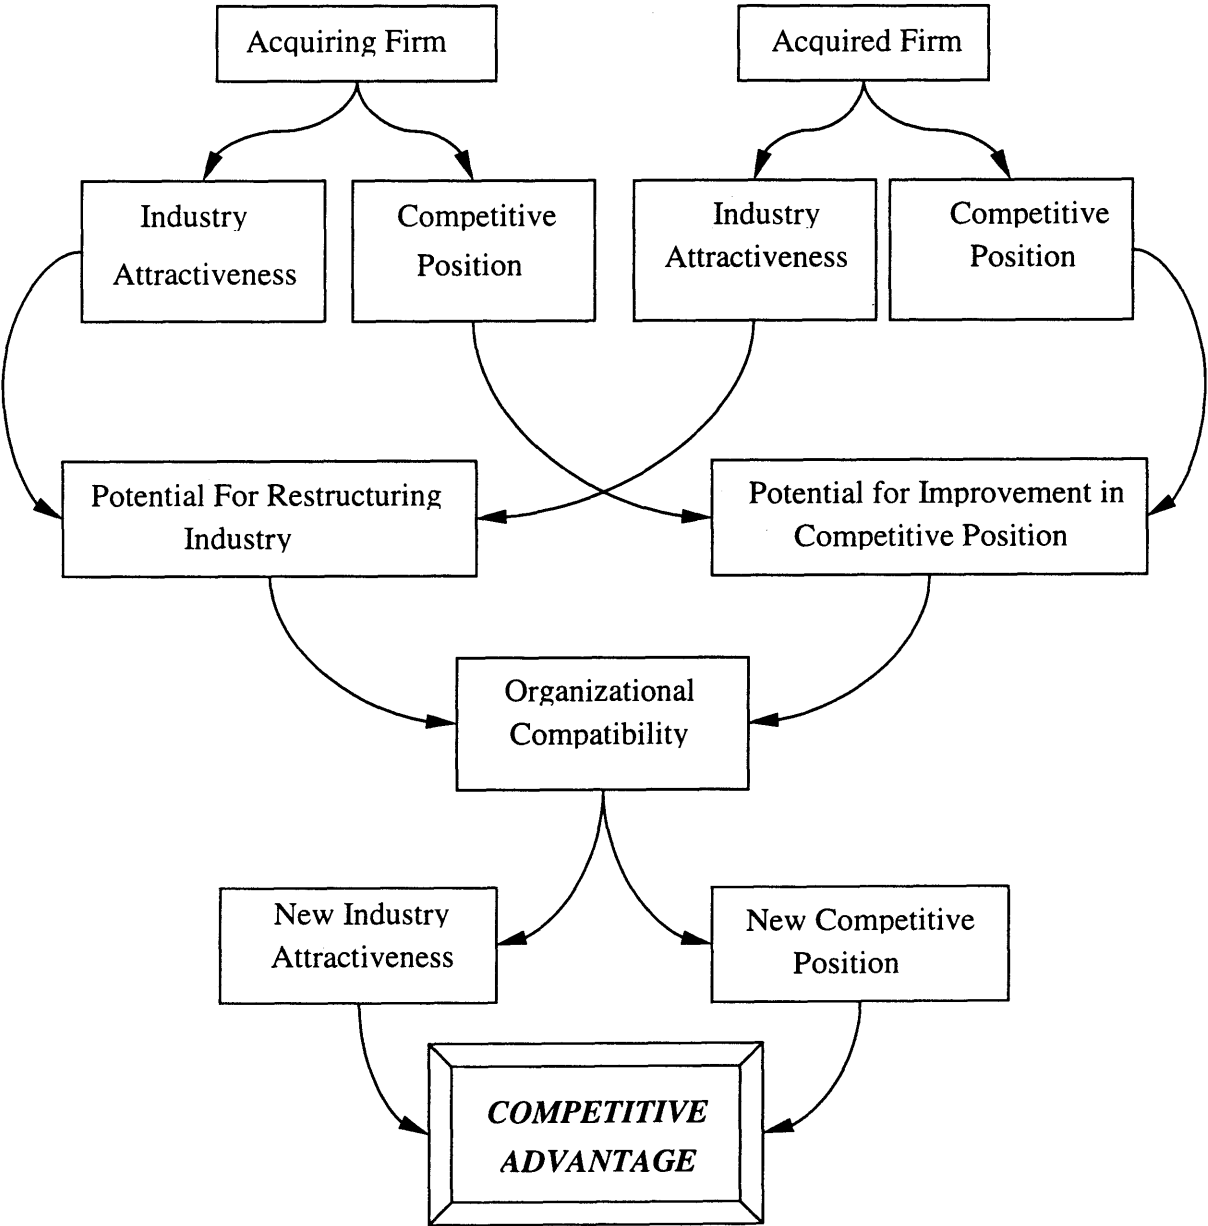 Acquiring Firm
Acquired Firm
Industry
Attractiveness
Competitive
Position
Industry
Attractiveness
Competitive
Position
Potential For Restructuring
Industry
Potential for Improvement in
Competitive Position
Organizational
Compatibility
New Industry
Attractiveness
New Competitive
Position
COMPETITIVE
ADVANTAGE